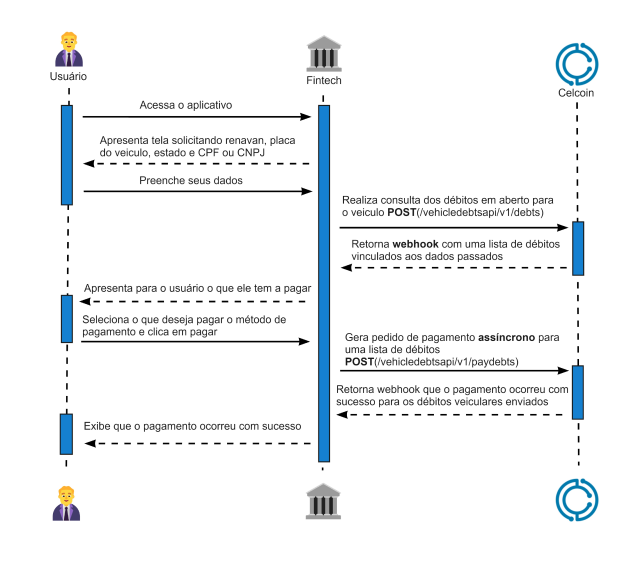 Usuário
Fintech
Celcoin
Acessa o aplicativo
Apresenta tela solicitando renavan, placa
do veiculo, estado e CPF ou CNPJ
Preenche seus dados
Realiza consulta dos débitos em aberto para
o veiculo POST(/vehicledebtsapi/v1/debts)
Retorna webhook com uma lista de débitos
vinculados aos dados passados
Apresenta para o usuário o que ele tem a pagar
Seleciona o que deseja pagar o método de
pagamento e clica em pagar
Gera pedido de pagamento assíncrono para
uma lista de débitos
POST(/vehicledebtsapi/v1/paydebts)
Retorna webhook que o pagamento ocorreu com
sucesso para os débitos veiculares enviados
Exibe que o pagamento ocorreu com sucesso